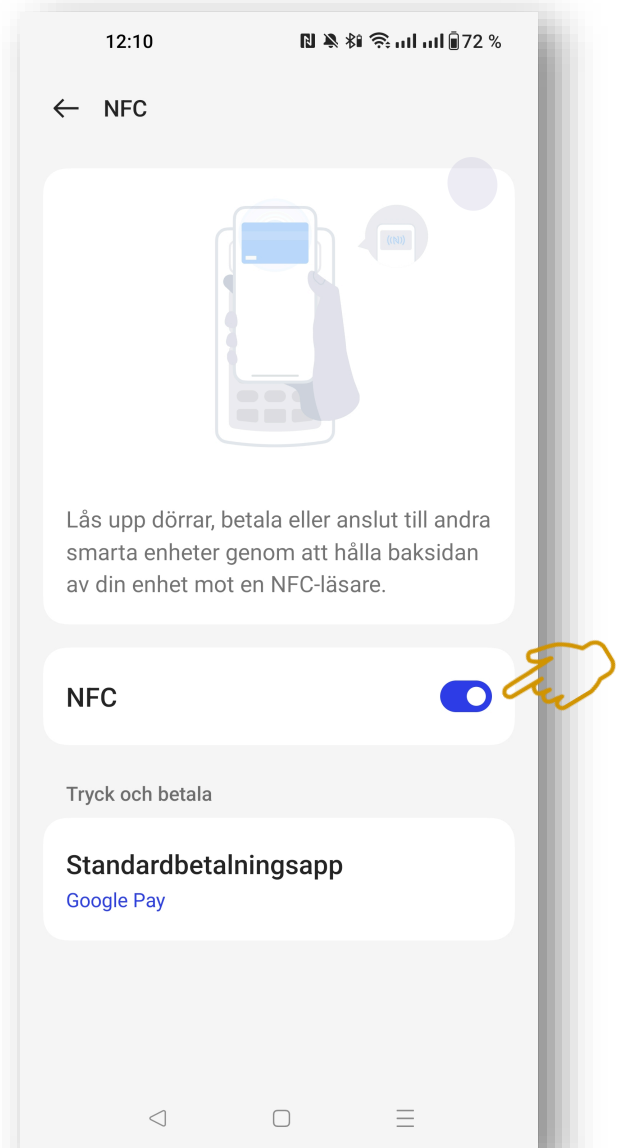 12:10 72 %
NFC
Lås upp dörrar, betala eller anslut till andra
smarta enheter genom att hålla baksidan
av din enhet mot en NFC-läsare.
NFC
Tryck och betala
Standardbetalningsapp
Google Pay